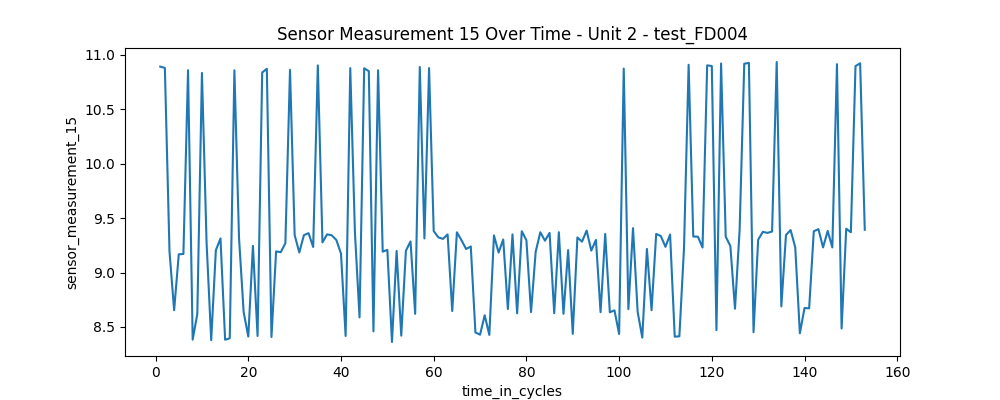 Sensor Measurement 15 Over Time - Unit 2 - test_FD004
sensor_measurement_15
11.0
10.5
10.0
9.5
9.0
8.5
0 20 40 60 80 100 120 140 160
time_in_cycles